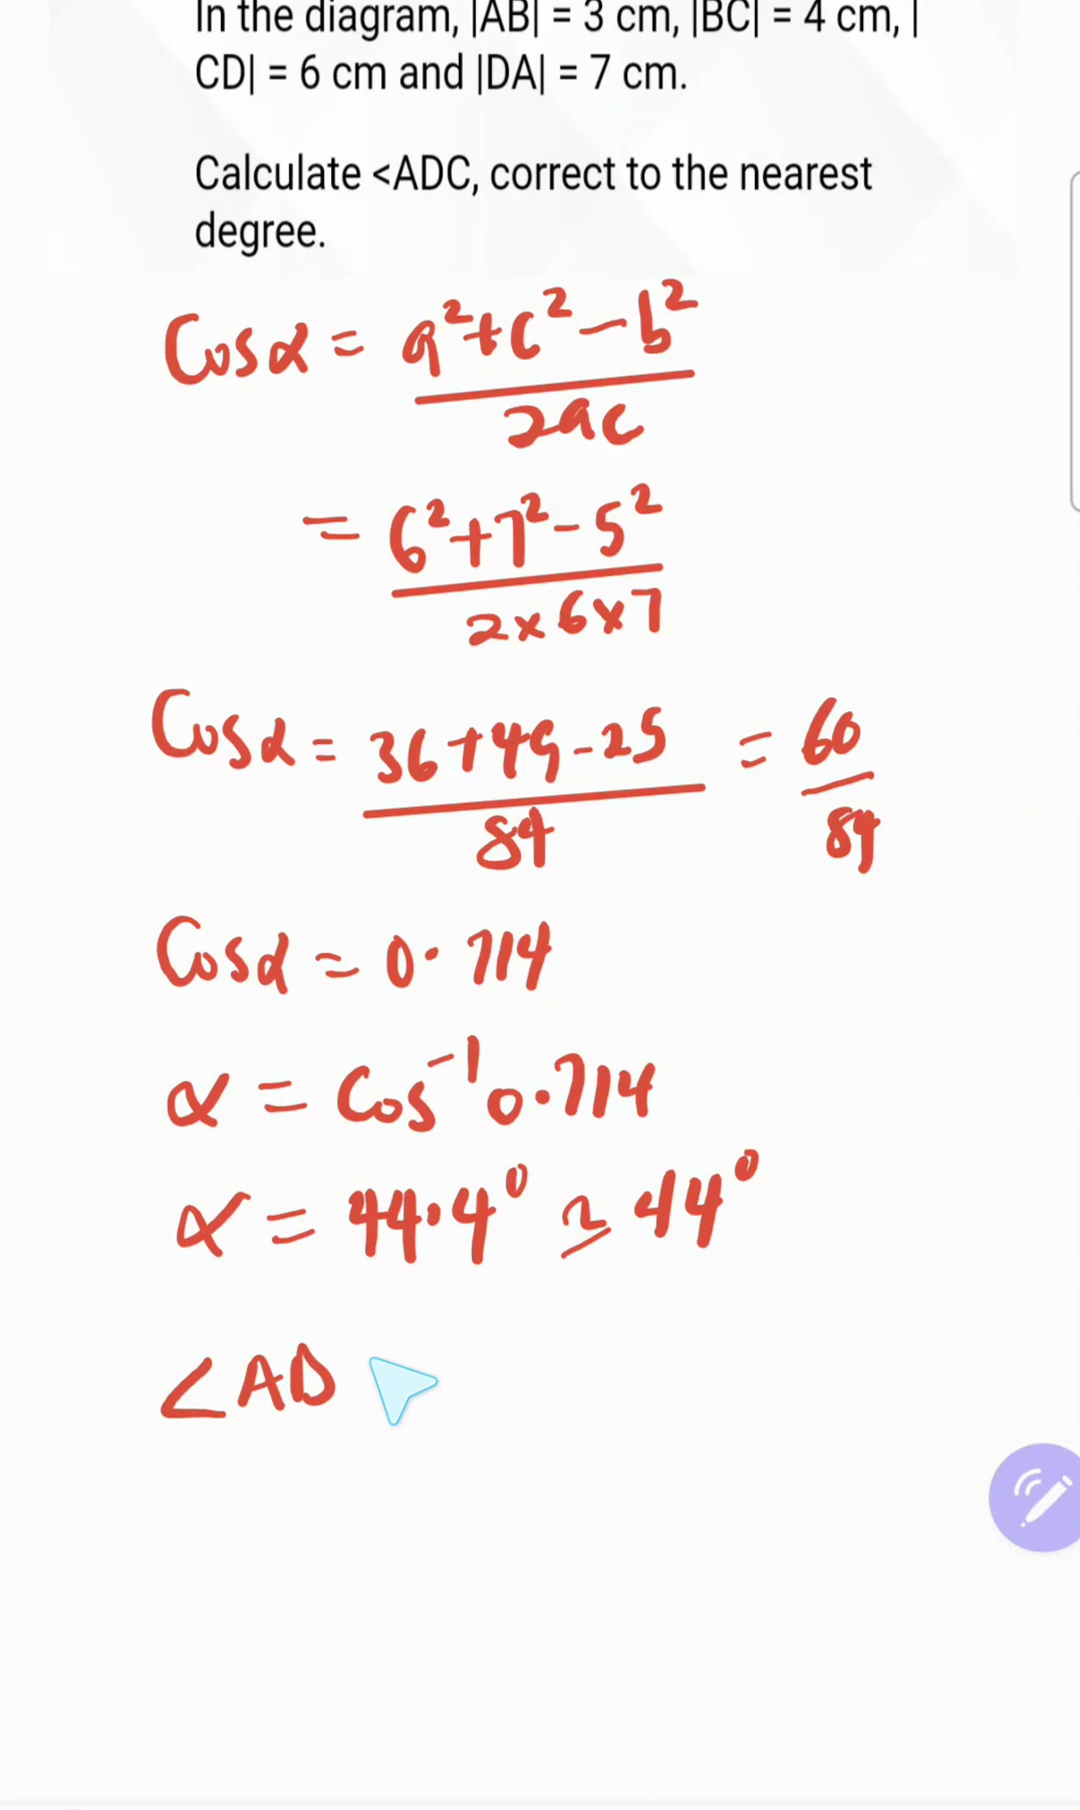 In the diagram, |AB| = 3 cm, |BC| = 4 cm, |
CD| = 6 cm and |DA| = 7 cm.
Calculate <ADC, correct to the nearest
degree.
Cosα = a²+c²−b²
2ac
= 6²+7²−5²
2×6×7
Cosα = 36+49−25 = 60
84 84
Cosα = 0.714
α = Cos⁻¹0.714
α = 44.4° ≃ 44°
∠AD